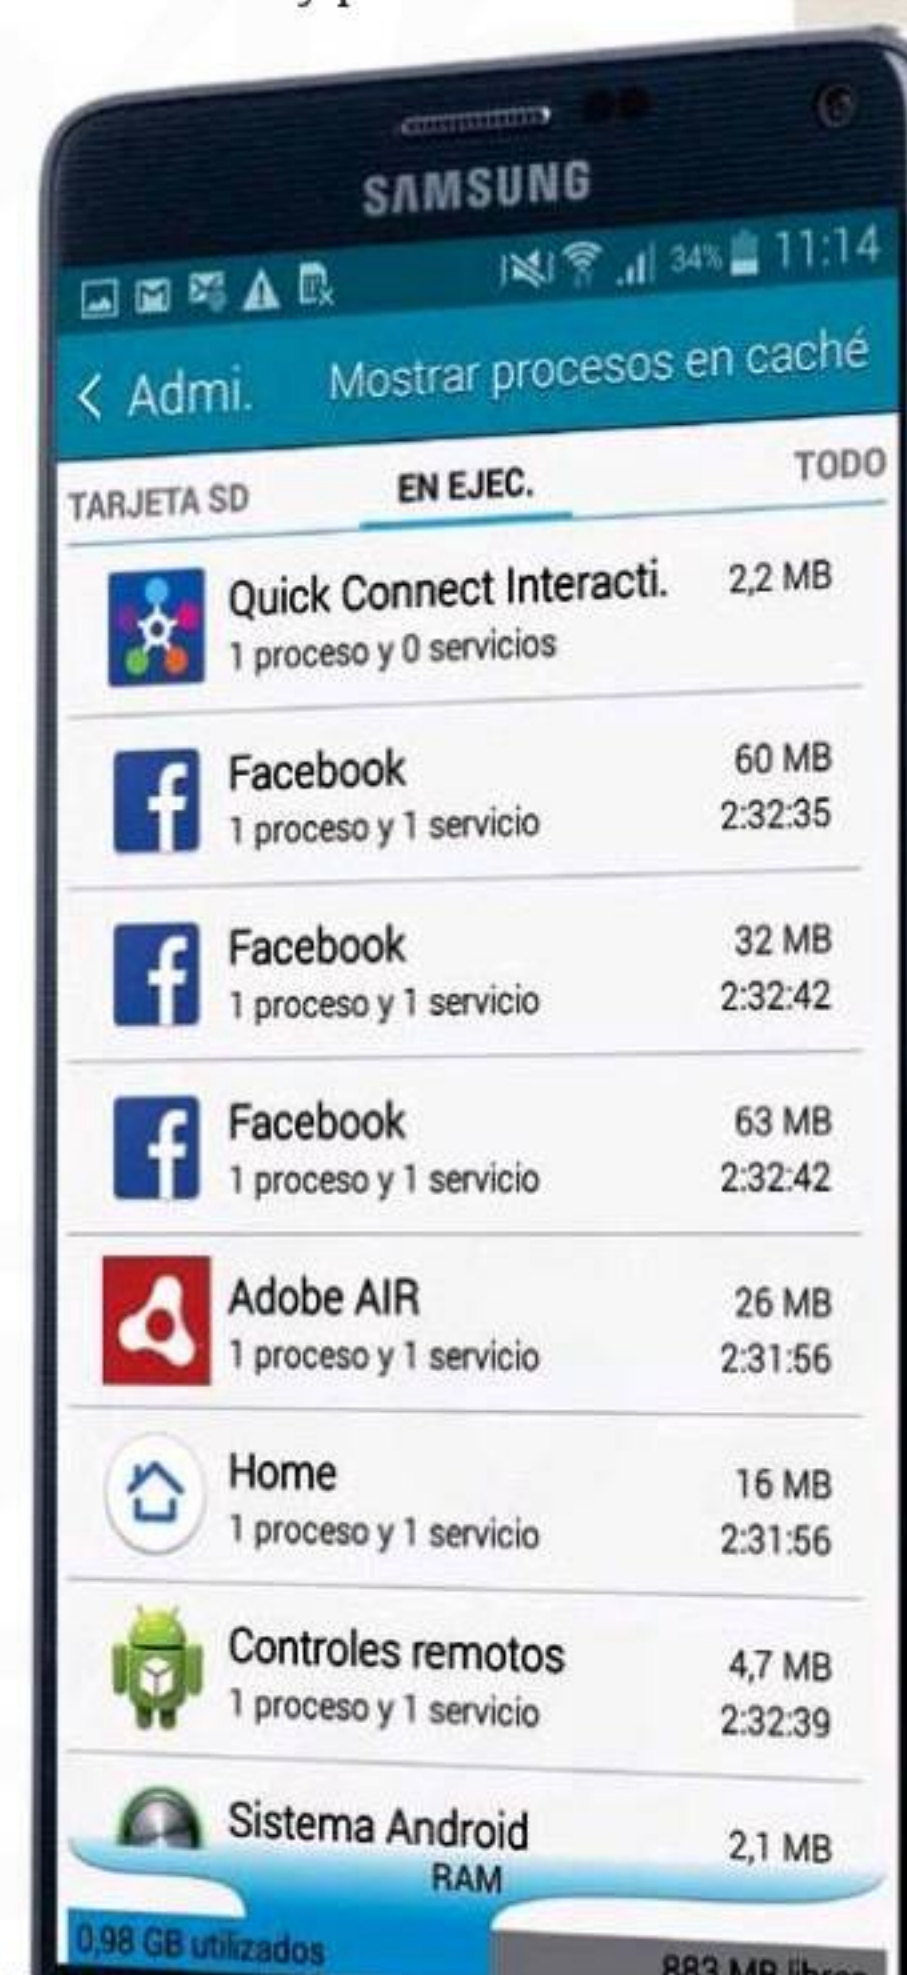 SAMSUNG
34% 11:14
< Admi. Mostrar procesos en caché
TARJETA SD EN EJEC. TODO
Quick Connect Interacti. 2,2 MB
1 proceso y 0 servicios
Facebook 60 MB
1 proceso y 1 servicio 2:32:35
Facebook 32 MB
1 proceso y 1 servicio 2:32:42
Facebook 63 MB
1 proceso y 1 servicio 2:32:42
Adobe AIR 26 MB
1 proceso y 1 servicio 2:31:56
Home 16 MB
1 proceso y 1 servicio 2:31:56
Controles remotos 4,7 MB
1 proceso y 1 servicio 2:32:39
Sistema Android 2,1 MB
RAM
0,98 GB utilizados 883 MB libres